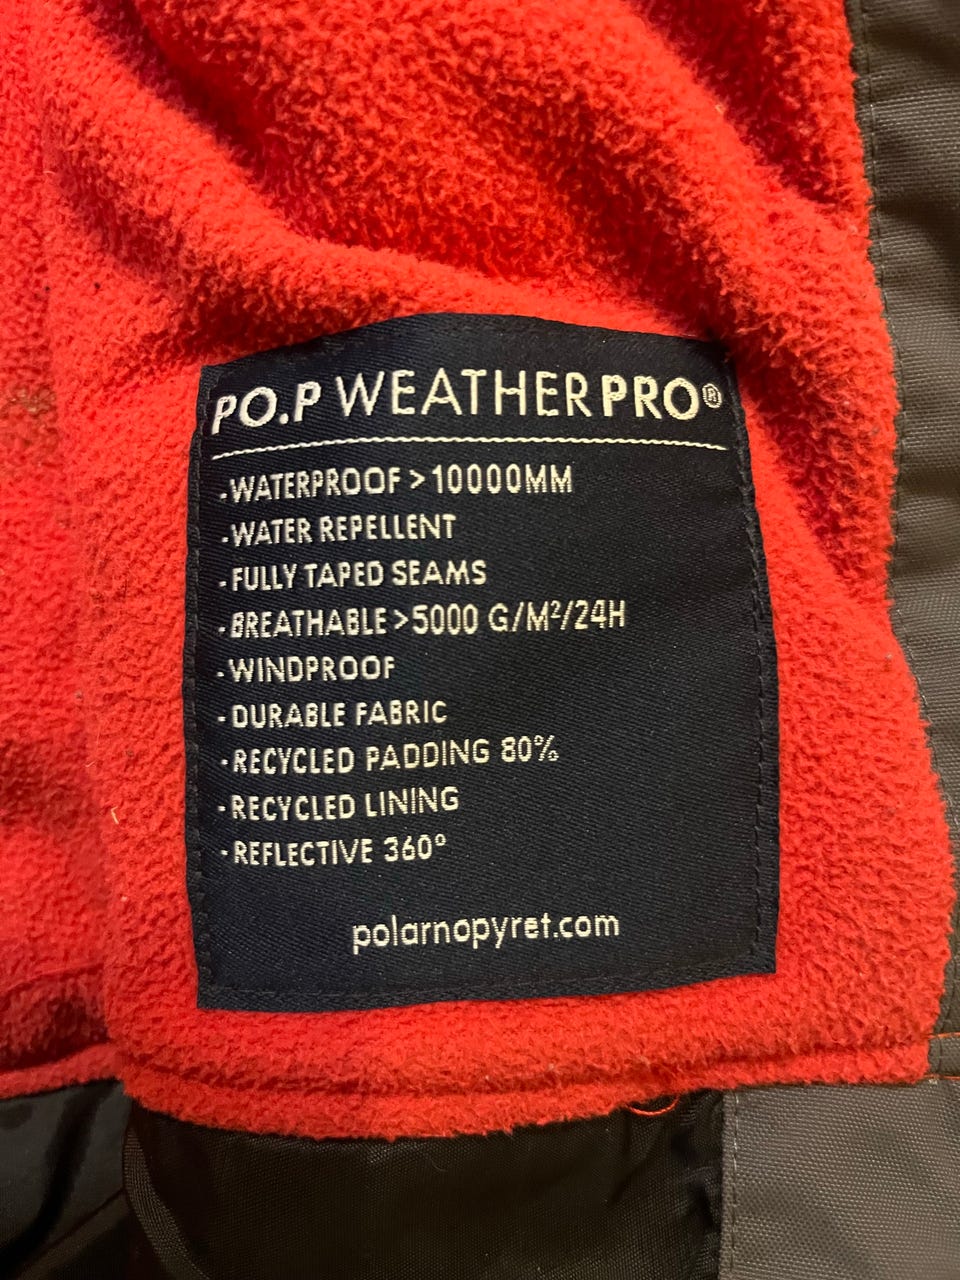 PO.P WEATHERPRO®
-WATERPROOF > 10000MM
-WATER REPELLENT
-FULLY TAPED SEAMS
-BREATHABLE > 5000 G/M²/24H
-WINDPROOF
-DURABLE FABRIC
-RECYCLED PADDING 80%
-RECYCLED LINING
-REFLECTIVE 360°
polarnopyret.com